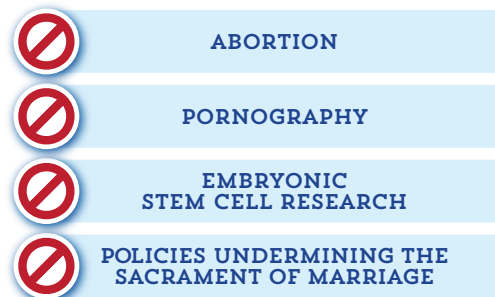 ABORTION
PORNOGRAPHY
EMBRYONIC
STEM CELL RESEARCH
POLICIES UNDERMINING THE
SACRAMENT OF MARRIAGE